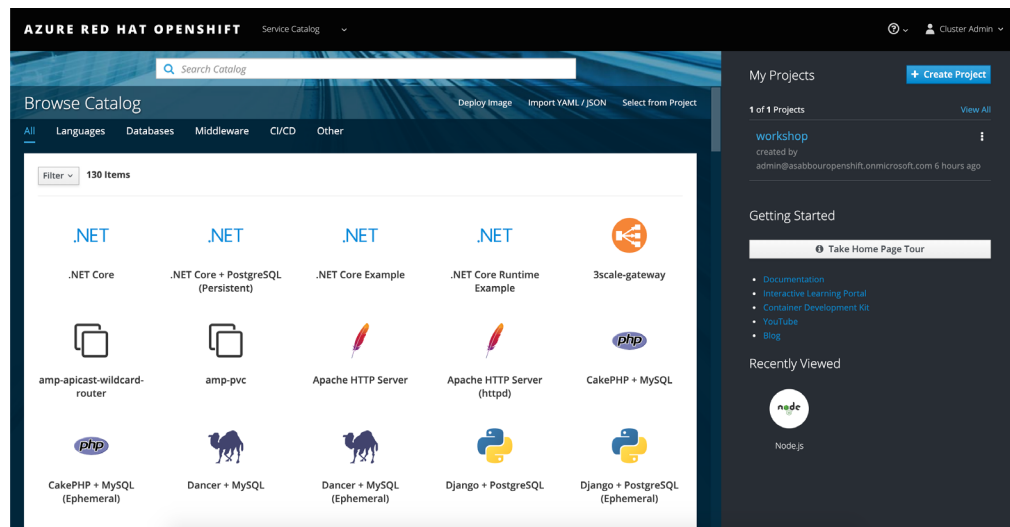 AZURE RED HAT OPENSHIFT
Service Catalog
Cluster Admin
Search Catalog
Browse Catalog
Deploy Image
Import YAML / JSON
Select from Project
All
Languages
Databases
Middleware
CI/CD
Other
Filter
130 Items
.NET
.NET
.NET
.NET
.NET Core
.NET Core + PostgreSQL
(Persistent)
.NET Core Example
.NET Core Runtime
Example
3scale-gateway
php
amp-apicast-wildcard-
router
amp-pvc
Apache HTTP Server
Apache HTTP Server
(httpd)
CakePHP + MySQL
php
CakePHP + MySQL
(Ephemeral)
Dancer + MySQL
Dancer + MySQL
(Ephemeral)
Django + PostgreSQL
Django + PostgreSQL
(Ephemeral)
My Projects
+ Create Project
1 of 1 Projects
View All
workshop
created by
admin@asabbouropenshift.onmicrosoft.com 6 hours ago
Getting Started
Take Home Page Tour
Documentation
Interactive Learning Portal
Container Development Kit
YouTube
Blog
Recently Viewed
node
Node.js